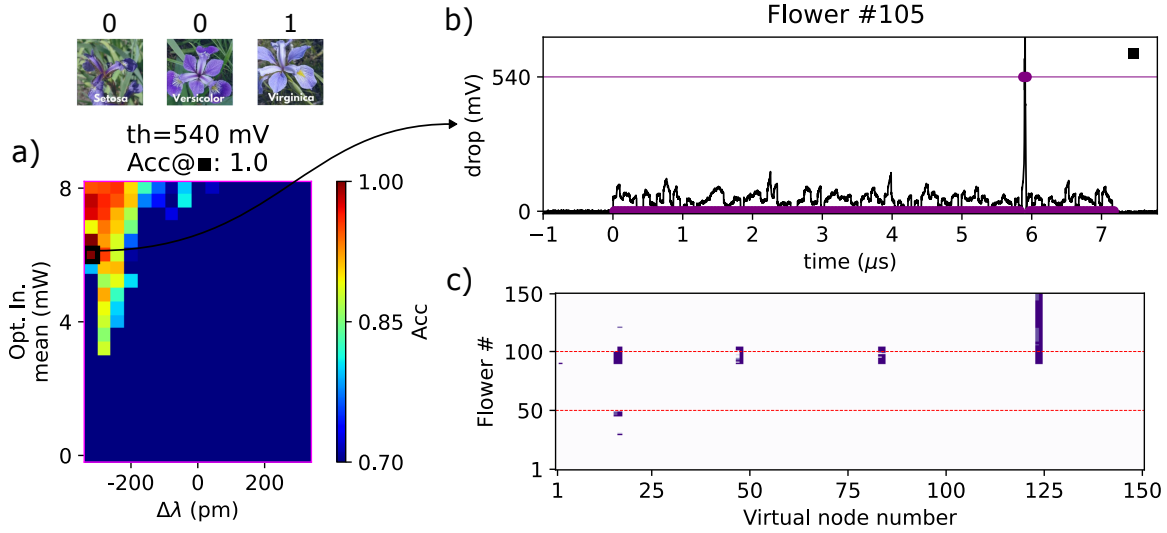 0 0 1
Setosa Versicolor Virginica
a)
th=540 mV
Acc@■: 1.0
8
4
0
Opt. In.
mean (mW)
-200 0 200
Δλ (pm)
1.00
0.85
0.70
Acc
b)
Flower #105
540
0
drop (mV)
−1 0 1 2 3 4 5 6 7
time (μs)
c)
150
100
50
1
Flower #
1 25 50 75 100 125 150
Virtual node number